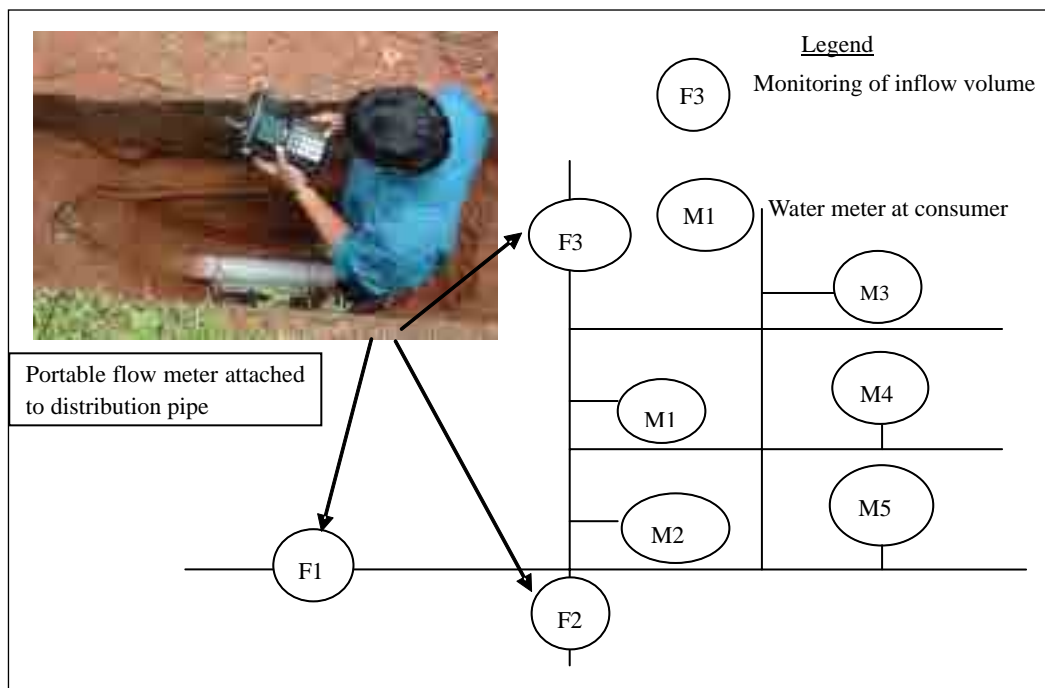 Legend
F3
Monitoring of inflow volume
M1
Water meter at consumer
F3
M3
Portable flow meter attached
to distribution pipe
M1
M4
M2
M5
F1
F2